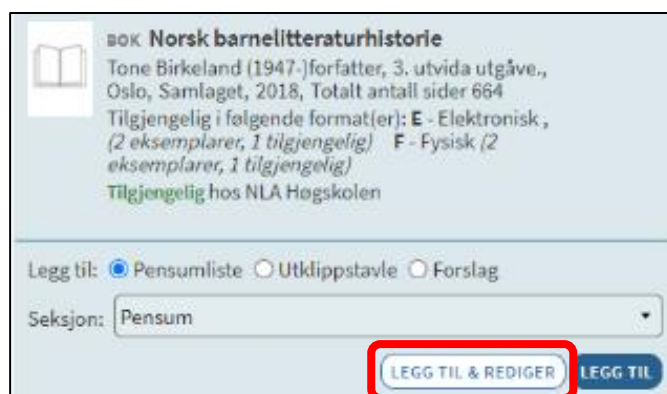 BOK Norsk barnelitteraturhistorie
Tone Birkeland (1947-)forfatter, 3. utvida utgåve.,
Oslo, Samlaget, 2018, Totalt antall sider 664
Tilgjengelig i følgende format(er): E - Elektronisk ,
(2 eksemplarer, 1 tilgjengelig) F - Fysisk (2
eksemplarer, 1 tilgjengelig)
Tilgjengelig hos NLA Høgskolen
Legg til: Pensumliste Utklippstavle Forslag
Seksjon: Pensum
LEGG TIL & REDIGER LEGG TIL